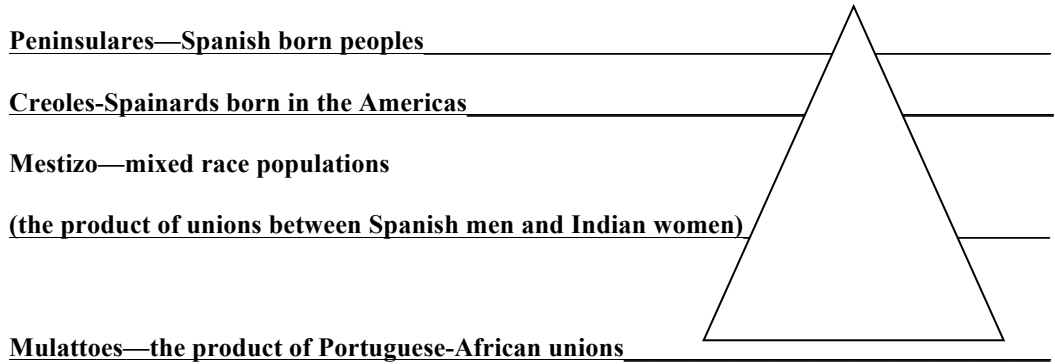 Peninsulares—Spanish born peoples
Creoles-Spainards born in the Americas
Mestizo—mixed race populations
(the product of unions between Spanish men and Indian women)
Mulattoes—the product of Portuguese-African unions